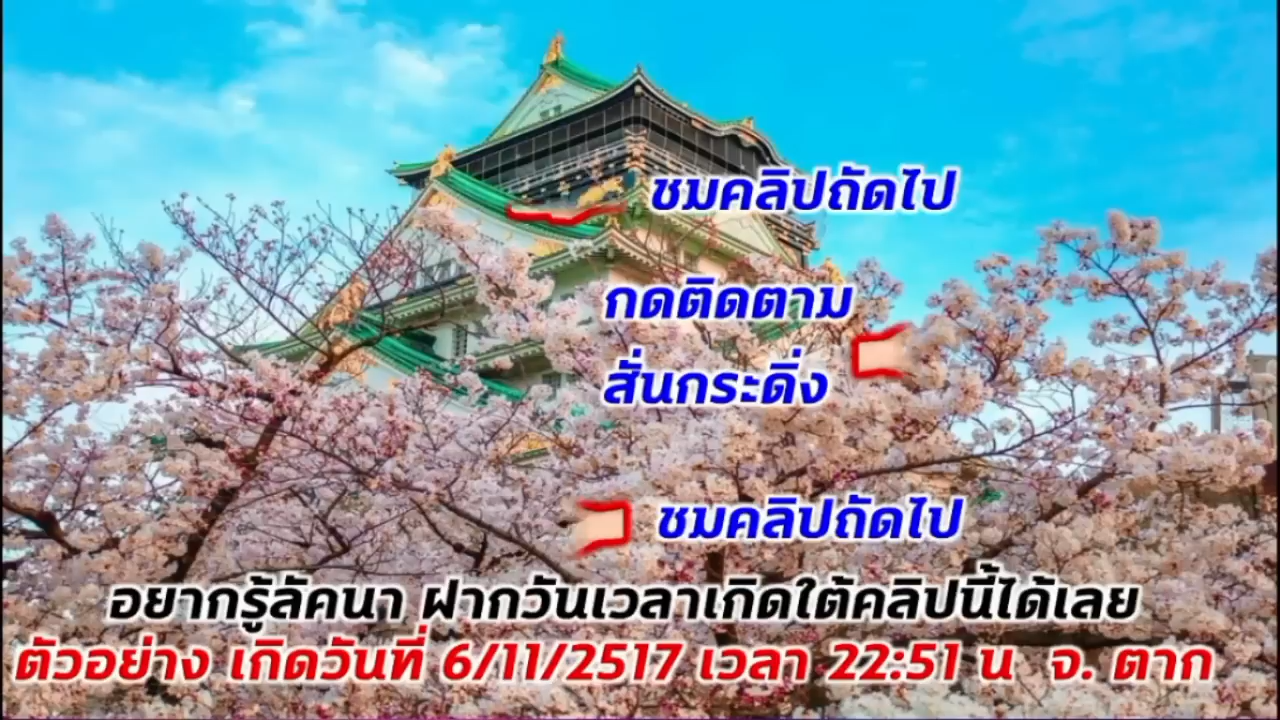 ชมคลิปถัดไป
กดติดตาม
สั่นกระดิ่ง
ชมคลิปถัดไป
อยากรู้ลัคนา ฝากวันเวลาเกิดใต้คลิปนี้ได้เลย
ตัวอย่าง เกิดวันที่ 6/11/2517 เวลา 22:51 น จ. ตาก